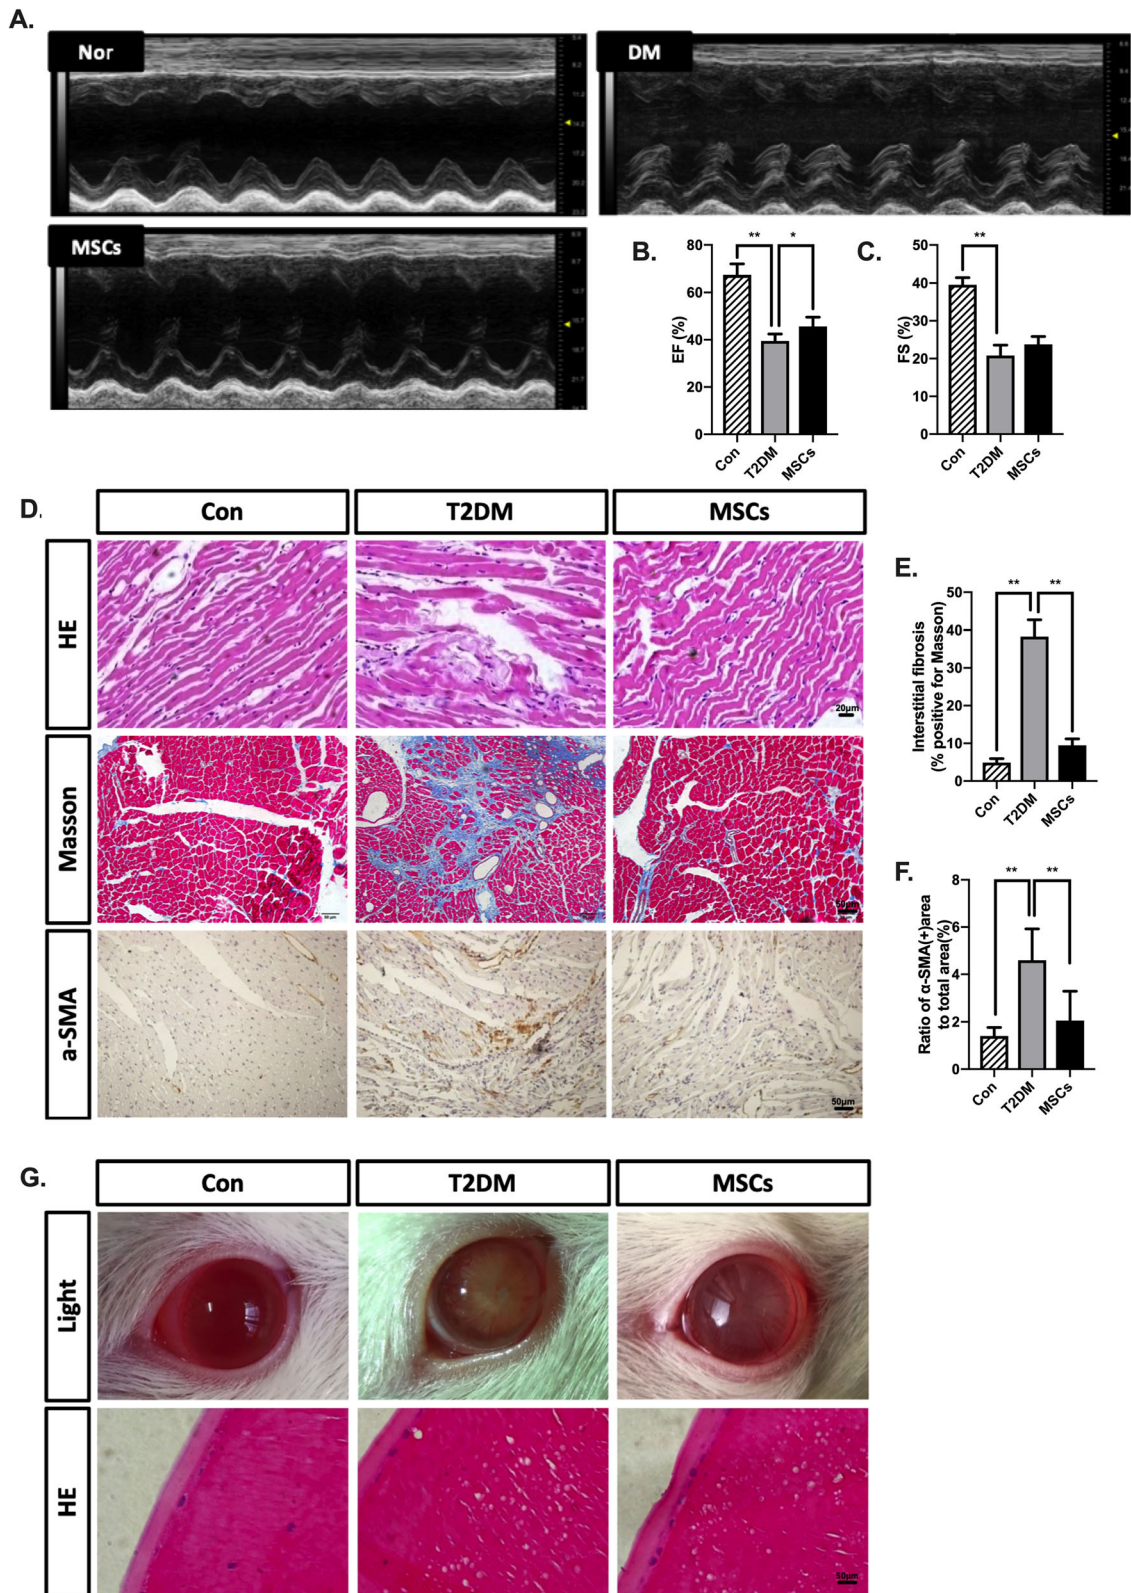 A.
Nor
DM
MSCs
B.
EF (%)
80
60
40
20
0
**
*
Con
T2DM
MSCs
C.
FS (%)
50
40
30
20
10
0
**
Con
T2DM
MSCs
D.
Con
T2DM
MSCs
HE
20μm
Masson
50 μm
50μm
a-SMA
50μm
E.
Interstitial fibrosis
(% positive for Masson)
50
40
30
20
10
0
**
**
Con
T2DM
MSCs
F.
Ratio of α-SMA(+)area
to total area(%)
8
6
4
2
0
**
**
Con
T2DM
MSCs
G.
Con
T2DM
MSCs
Light
HE
50μm